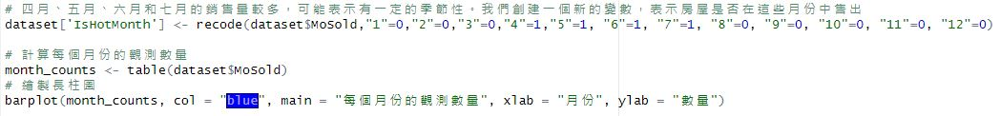 # 四月、五月、六月和七月的銷售量較多，可能表示有一定的季節性。我們創建一個新的變數，表示房屋是否在這些月份中售出
dataset['IsHotMonth'] <- recode(dataset$MoSold,"1"=0,"2"=0,"3"=0,"4"=1,"5"=1, "6"=1, "7"=1, "8"=0, "9"=0, "10"=0, "11"=0, "12"=0)
# 計算每個月份的觀測數量
month_counts <- table(dataset$MoSold)
# 繪製長柱圖
barplot(month_counts, col = "blue", main = "每個月份的觀測數量", xlab = "月份", ylab = "數量")